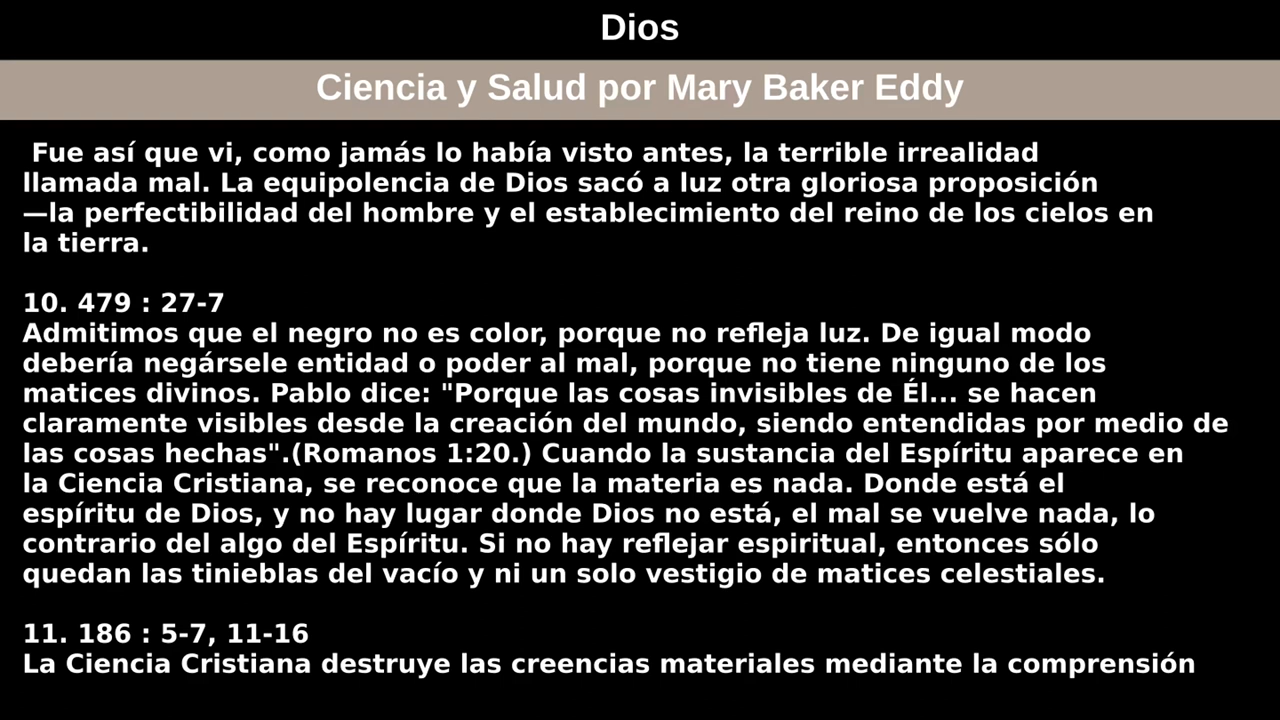 Dios
Ciencia y Salud por Mary Baker Eddy
Fue así que vi, como jamás lo había visto antes, la terrible irrealidad
llamada mal. La equipolencia de Dios sacó a luz otra gloriosa proposición
—la perfectibilidad del hombre y el establecimiento del reino de los cielos en
la tierra.
10. 479 : 27-7
Admitimos que el negro no es color, porque no refleja luz. De igual modo
debería negársele entidad o poder al mal, porque no tiene ninguno de los
matices divinos. Pablo dice: "Porque las cosas invisibles de Él... se hacen
claramente visibles desde la creación del mundo, siendo entendidas por medio de
las cosas hechas".(Romanos 1:20.) Cuando la sustancia del Espíritu aparece en
la Ciencia Cristiana, se reconoce que la materia es nada. Donde está el
espíritu de Dios, y no hay lugar donde Dios no está, el mal se vuelve nada, lo
contrario del algo del Espíritu. Si no hay reflejar espiritual, entonces sólo
quedan las tinieblas del vacío y ni un solo vestigio de matices celestiales.
11. 186 : 5-7, 11-16
La Ciencia Cristiana destruye las creencias materiales mediante la comprensión